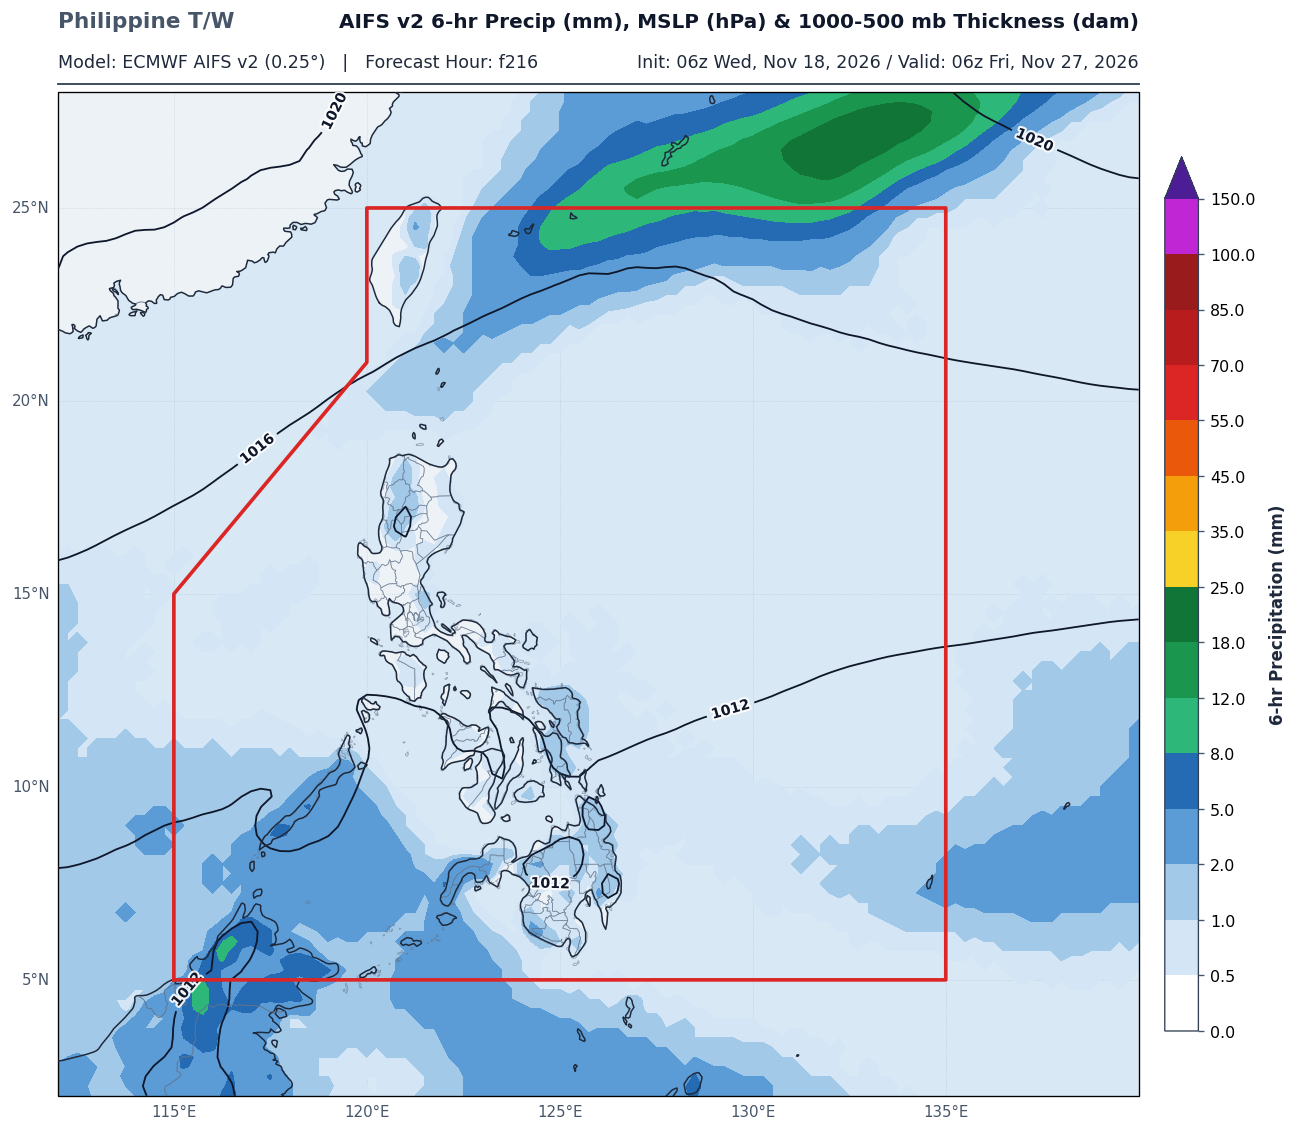 Philippine T/W
AIFS v2 6-hr Precip (mm), MSLP (hPa) & 1000-500 mb Thickness (dam)
Model: ECMWF AIFS v2 (0.25°) | Forecast Hour: f216
Init: 06z Wed, Nov 18, 2026 / Valid: 06z Fri, Nov 27, 2026
1020
1020
1016
1012
1012
1012
25°N
20°N
15°N
10°N
5°N
115°E
120°E
125°E
130°E
135°E
150.0
100.0
85.0
70.0
55.0
45.0
35.0
25.0
18.0
12.0
8.0
5.0
2.0
1.0
0.5
0.0
6-hr Precipitation (mm)